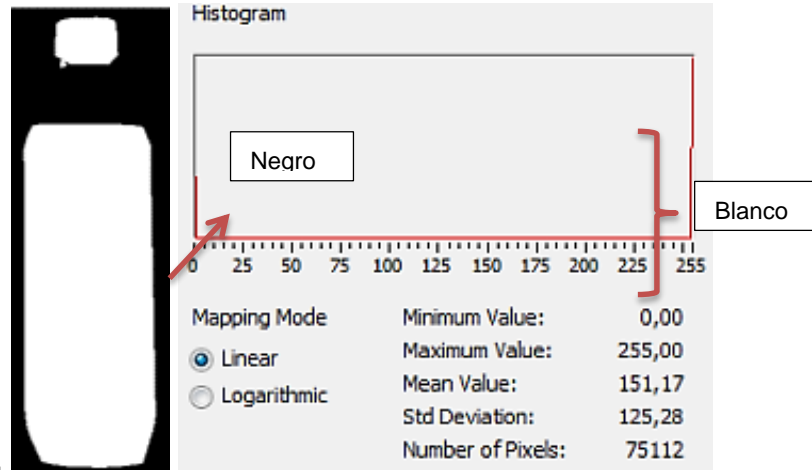 Histogram
Negro
Blanco
0 25 50 75 100 125 150 175 200 225 255
Mapping Mode
Linear
Logarithmic
Minimum Value: 0,00
Maximum Value: 255,00
Mean Value: 151,17
Std Deviation: 125,28
Number of Pixels: 75112